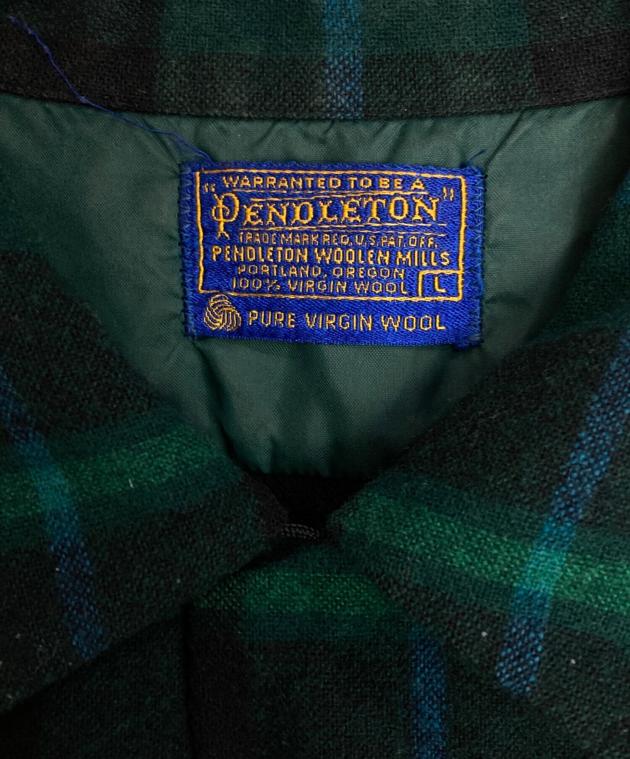 WARRANTED TO BE A
"PENDLETON"
TRADE MARK REG. U.S. PAT. OFF.
PENDLETON WOOLEN MILLS
PORTLAND, OREGON
100% VIRGIN WOOL L
PURE VIRGIN WOOL